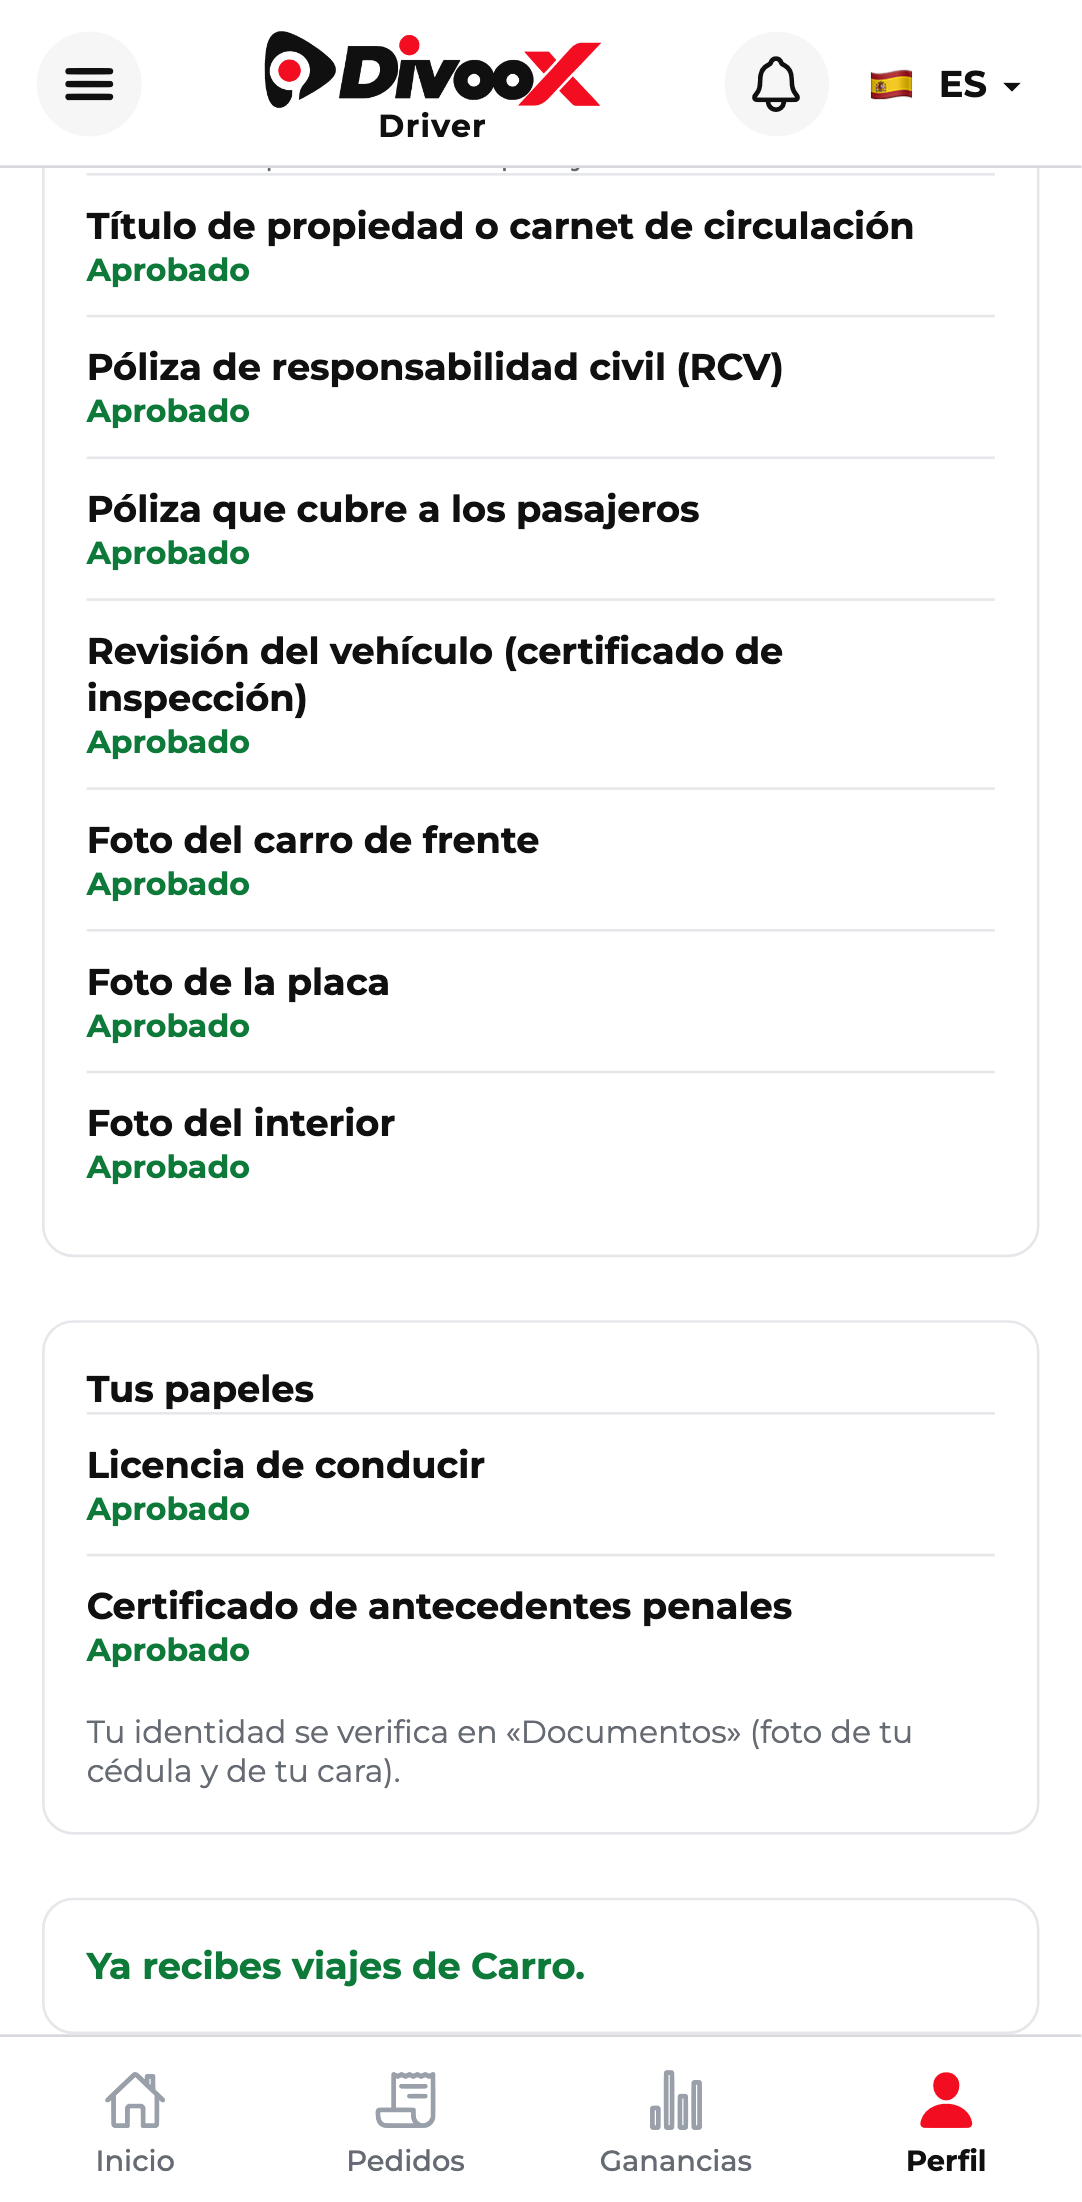 DivooX
Driver
ES
Título de propiedad o carnet de circulación
Aprobado
Póliza de responsabilidad civil (RCV)
Aprobado
Póliza que cubre a los pasajeros
Aprobado
Revisión del vehículo (certificado de
inspección)
Aprobado
Foto del carro de frente
Aprobado
Foto de la placa
Aprobado
Foto del interior
Aprobado
Tus papeles
Licencia de conducir
Aprobado
Certificado de antecedentes penales
Aprobado
Tu identidad se verifica en «Documentos» (foto de tu
cédula y de tu cara).
Ya recibes viajes de Carro.
Inicio
Pedidos
Ganancias
Perfil